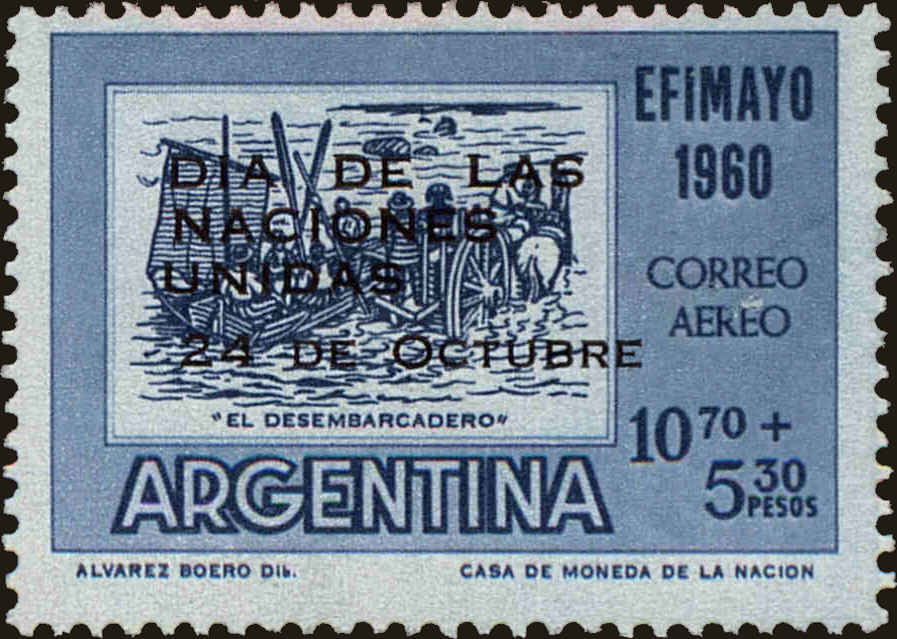 EFiMAYO
1960
DIA DE LAS
NACIONES
UNIDAS
24 DE OCTUBRE
CORREO
AEREO
"EL DESEMBARCADERO"
10 70 +
5 30
PESOS
ARGENTINA
ALVAREZ BOERO Dib.
CASA DE MONEDA DE LA NACION